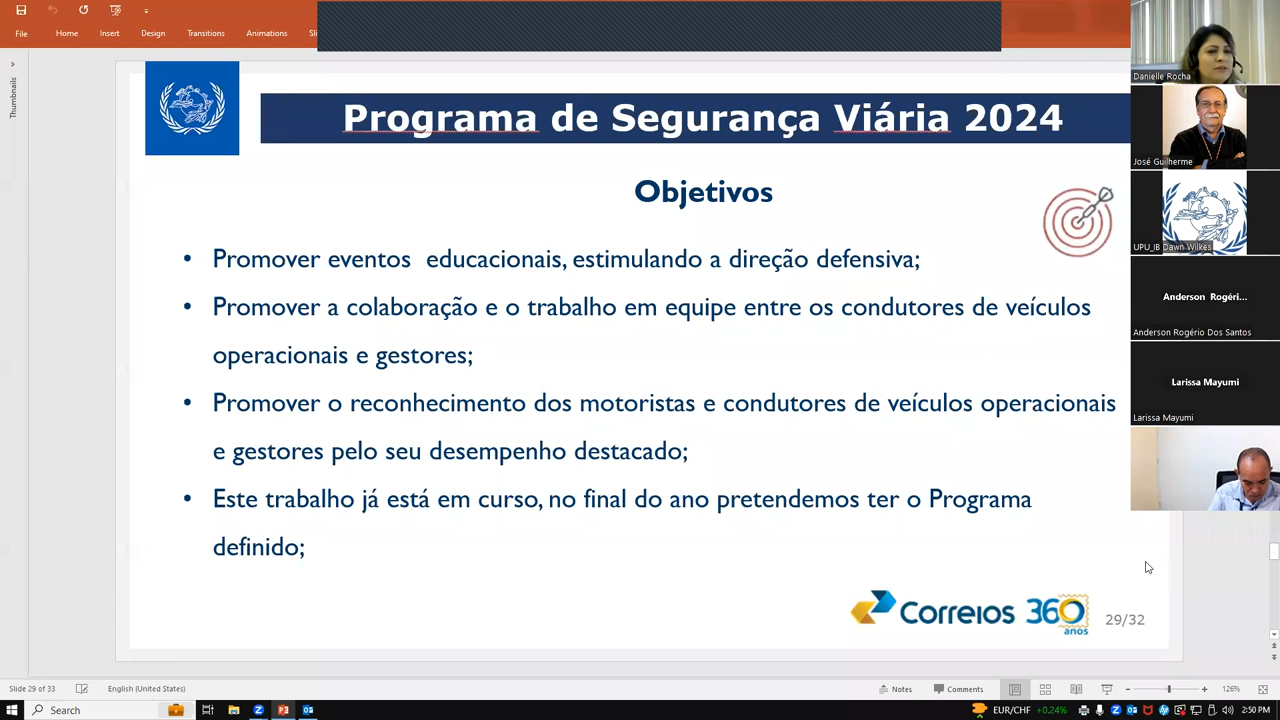 File
Home
Insert
Design
Transitions
Animations
Sli
Thumbnails
Programa de Segurança Viária 2024
Objetivos
• Promover eventos educacionais, estimulando a direção defensiva;
• Promover a colaboração e o trabalho em equipe entre os condutores de veículos
operacionais e gestores;
• Promover o reconhecimento dos motoristas e condutores de veículos operacionais
e gestores pelo seu desempenho destacado;
• Este trabalho já está em curso, no final do ano pretendemos ter o Programa
definido;
Correios 360
anos
29/32
Danielle Rocha
José Guilherme
UPU_IB Dawn Wilkes
Anderson Rogéri...
Anderson Rogério Dos Santos
Larissa Mayumi
Larissa Mayumi
Slide 29 of 33
English (United States)
Notes
Comments
126%
Search
EUR/CHF +0.24%
2:50 PM